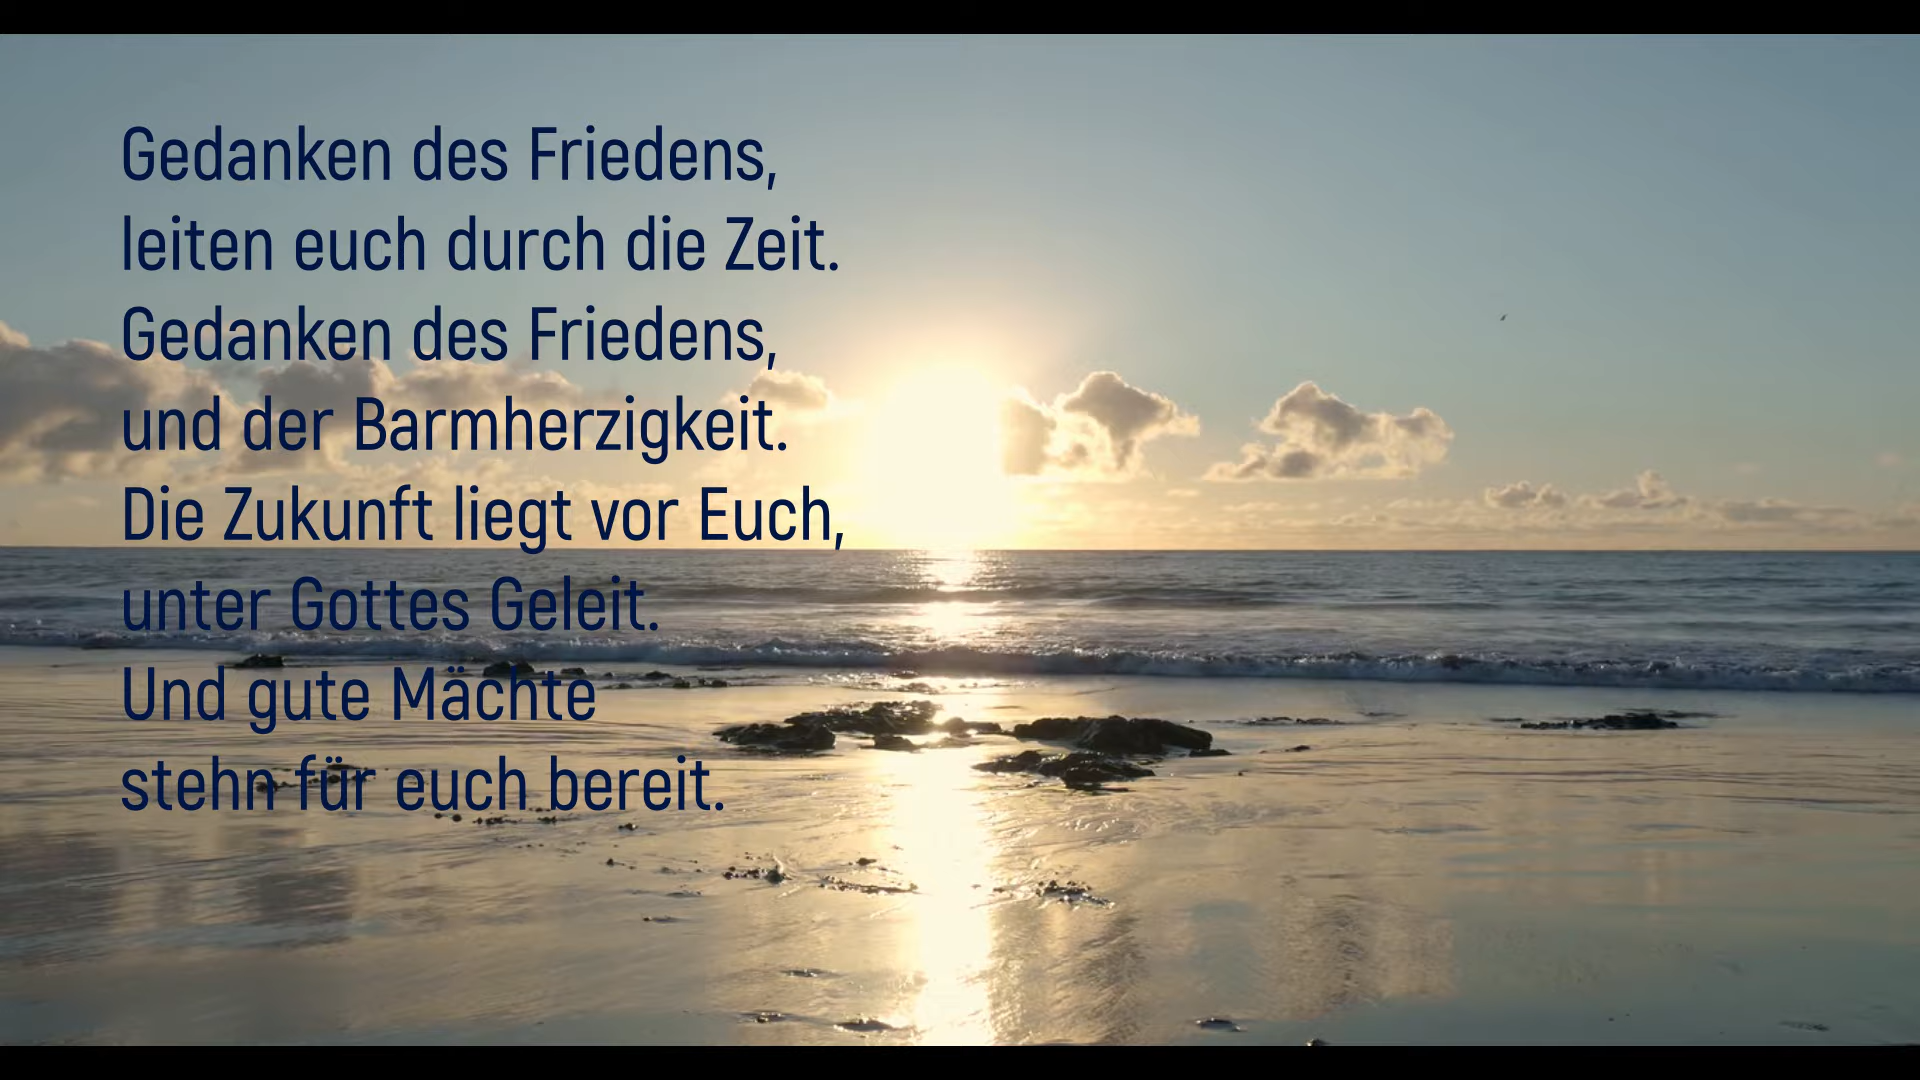 Gedanken des Friedens,
leiten euch durch die Zeit.
Gedanken des Friedens,
und der Barmherzigkeit.
Die Zukunft liegt vor Euch,
unter Gottes Geleit.
Und gute Mächte
stehn für euch bereit.